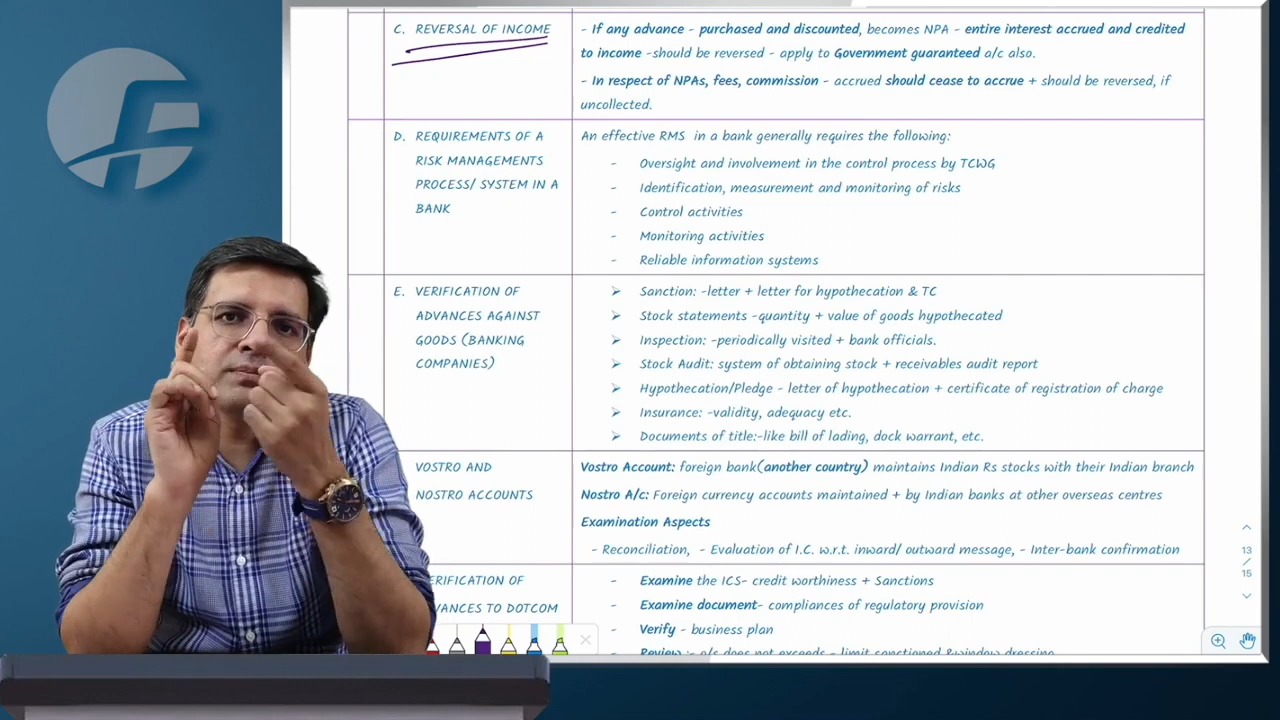 C. REVERSAL OF INCOME
- If any advance - purchased and discounted, becomes NPA - entire interest accrued and credited
to income -should be reversed - apply to Government guaranteed a/c also.
- In respect of NPAs, fees, commission - accrued should cease to accrue + should be reversed, if
uncollected.
D. REQUIREMENTS OF A
RISK MANAGEMENTS
PROCESS/ SYSTEM IN A
BANK
An effective RMS in a bank generally requires the following:
- Oversight and involvement in the control process by TCWG
- Identification, measurement and monitoring of risks
- Control activities
- Monitoring activities
- Reliable information systems
E. VERIFICATION OF
ADVANCES AGAINST
GOODS (BANKING
COMPANIES)
➢ Sanction: -letter + letter for hypothecation & TC
➢ Stock statements -quantity + value of goods hypothecated
➢ Inspection: -periodically visited + bank officials.
➢ Stock Audit: system of obtaining stock + receivables audit report
➢ Hypothecation/Pledge - letter of hypothecation + certificate of registration of charge
➢ Insurance: -validity, adequacy etc.
➢ Documents of title:-like bill of lading, dock warrant, etc.
VOSTRO AND
NOSTRO ACCOUNTS
Vostro Account: foreign bank(another country) maintains Indian Rs stocks with their Indian branch
Nostro A/c: Foreign currency accounts maintained + by Indian banks at other overseas centres
Examination Aspects
- Reconciliation, - Evaluation of I.C. w.r.t. inward/ outward message, - Inter-bank confirmation
ERIFICATION OF
VANCES TO DOTCOM
- Examine the ICS- credit worthiness + Sanctions
- Examine document- compliances of regulatory provision
- Verify - business plan
- Review :- o/s does not exceeds - limit sanctioned &window dressing
13
/
15